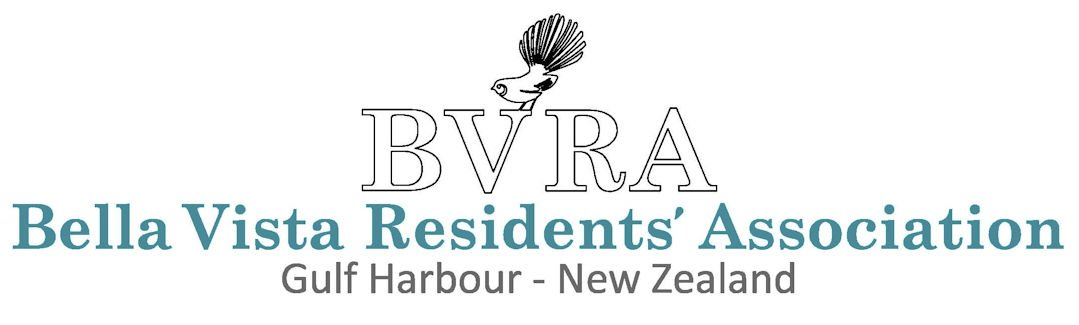 BVRA
Bella Vista Residents’ Association
Gulf Harbour - New Zealand